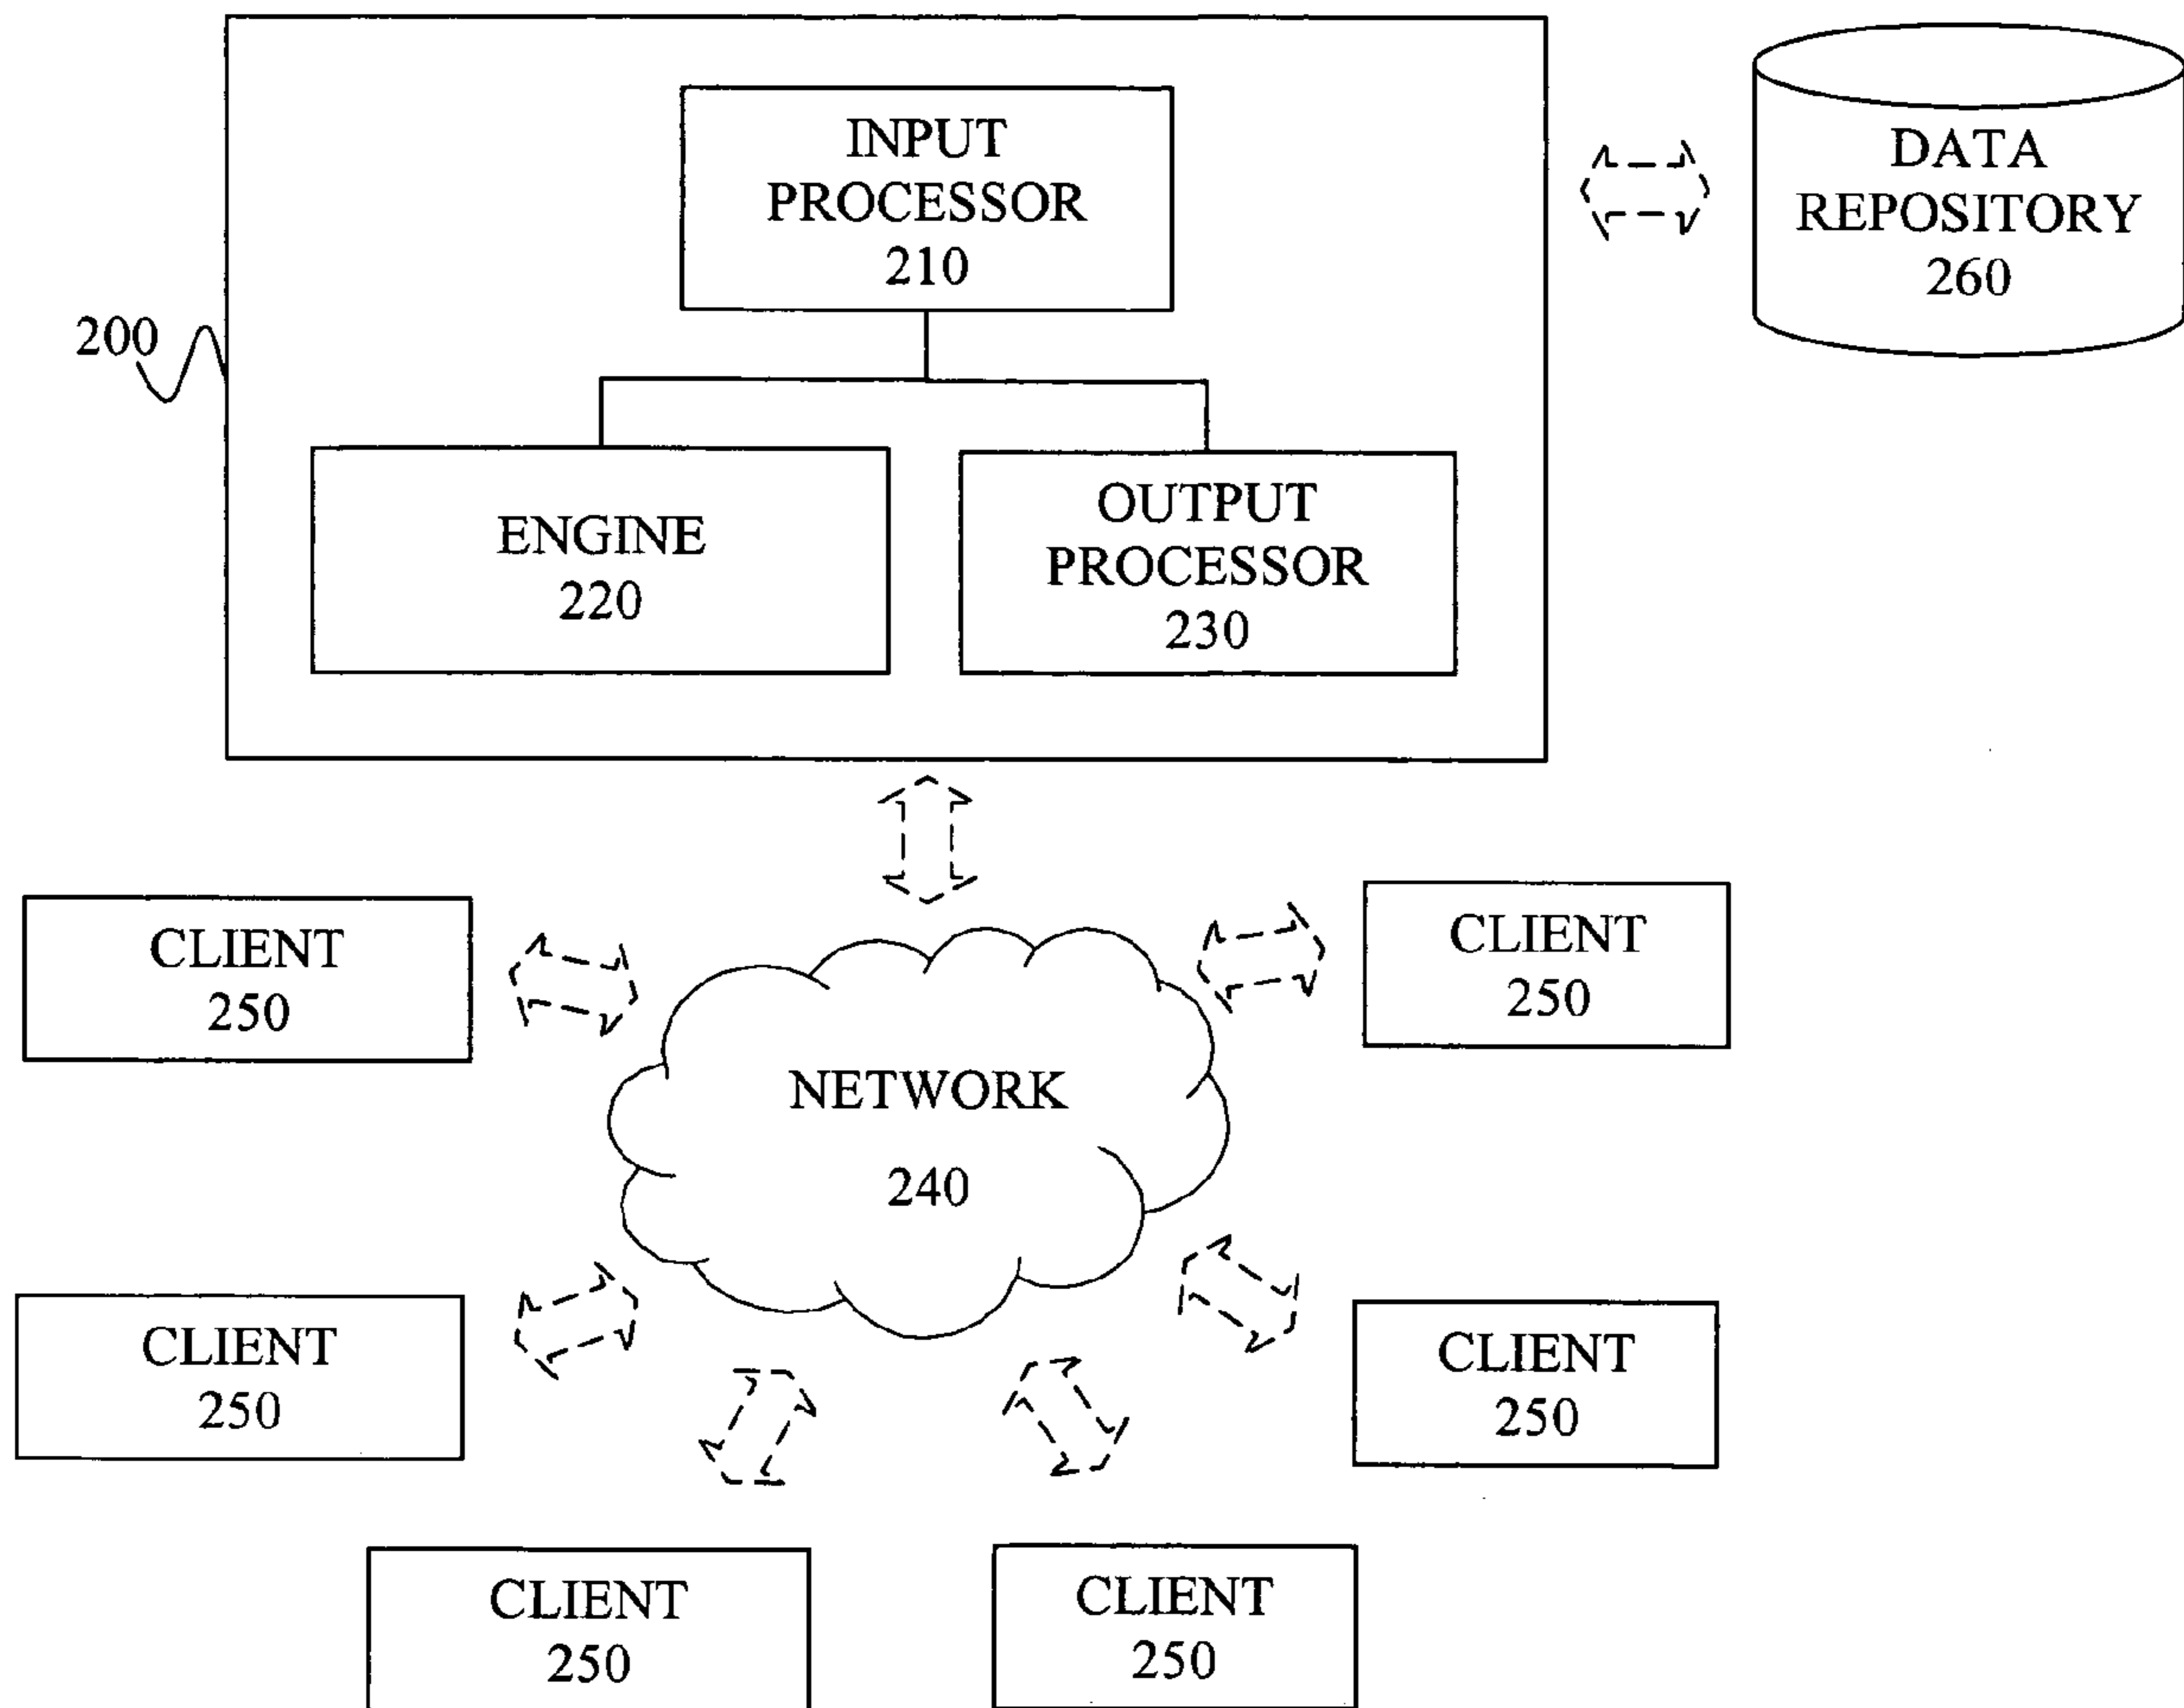 INPUT
PROCESSOR
210
DATA
REPOSITORY
260
200
ENGINE
220
OUTPUT
PROCESSOR
230
CLIENT
250
CLIENT
250
NETWORK
240
CLIENT
250
CLIENT
250
CLIENT
250
CLIENT
250